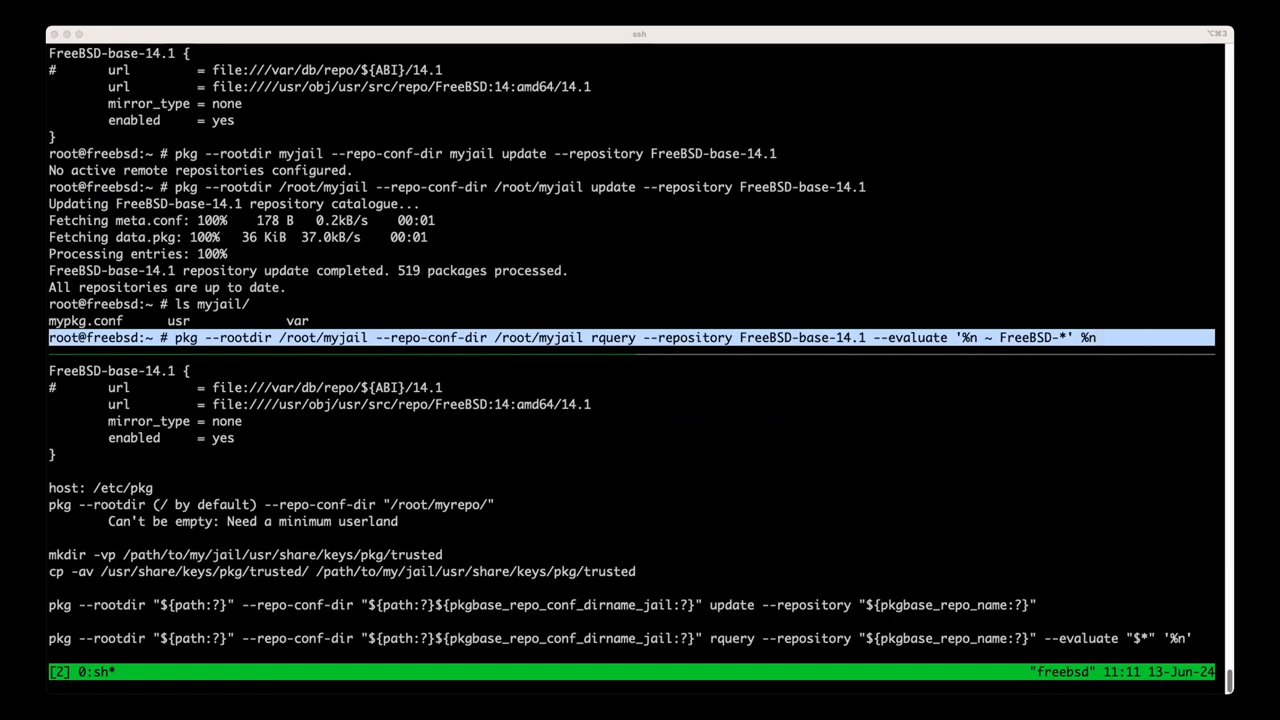 ssh
⌥⌘3
FreeBSD-base-14.1 {
#       url         = file:///var/db/repo/${ABI}/14.1
        url         = file:////usr/obj/usr/src/repo/FreeBSD:14:amd64/14.1
        mirror_type = none
        enabled     = yes
}
root@freebsd:~ # pkg --rootdir myjail --repo-conf-dir myjail update --repository FreeBSD-base-14.1
No active remote repositories configured.
root@freebsd:~ # pkg --rootdir /root/myjail --repo-conf-dir /root/myjail update --repository FreeBSD-base-14.1
Updating FreeBSD-base-14.1 repository catalogue...
Fetching meta.conf: 100%    178 B   0.2kB/s    00:01
Fetching data.pkg: 100%   36 KiB  37.0kB/s    00:01
Processing entries: 100%
FreeBSD-base-14.1 repository update completed. 519 packages processed.
All repositories are up to date.
root@freebsd:~ # ls myjail/
mypkg.conf      usr             var
root@freebsd:~ # pkg --rootdir /root/myjail --repo-conf-dir /root/myjail rquery --repository FreeBSD-base-14.1 --evaluate '%n ~ FreeBSD-*' %n
FreeBSD-base-14.1 {
#       url         = file:///var/db/repo/${ABI}/14.1
        url         = file:////usr/obj/usr/src/repo/FreeBSD:14:amd64/14.1
        mirror_type = none
        enabled     = yes
}
host: /etc/pkg
pkg --rootdir (/ by default) --repo-conf-dir "/root/myrepo/"
        Can't be empty: Need a minimum userland
mkdir -vp /path/to/my/jail/usr/share/keys/pkg/trusted
cp -av /usr/share/keys/pkg/trusted/ /path/to/my/jail/usr/share/keys/pkg/trusted
pkg --rootdir "${path:?}" --repo-conf-dir "${path:?}${pkgbase_repo_conf_dirname_jail:?}" update --repository "${pkgbase_repo_name:?}"
pkg --rootdir "${path:?}" --repo-conf-dir "${path:?}${pkgbase_repo_conf_dirname_jail:?}" rquery --repository "${pkgbase_repo_name:?}" --evaluate "$*" '%n'
[2] 0:sh*                    "freebsd" 11:11 13-Jun-24